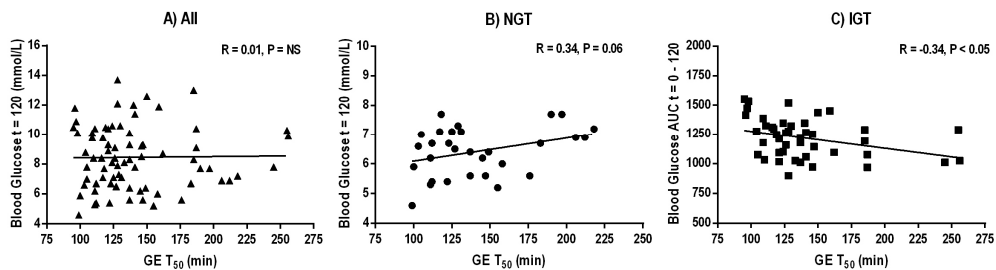 A) All
R = 0.01, P = NS
Blood Glucose t = 120 (mmol/L)
16
14
12
10
8
6
4
75 100 125 150 175 200 225 250 275
GE T50 (min)
B) NGT
R = 0.34, P = 0.06
Blood Glucose t = 120 (mmol/L)
10
9
8
7
6
5
4
75 100 125 150 175 200 225 250
GE T50 (min)
C) IGT
R = -0.34, P < 0.05
Blood Glucose AUC t = 0 - 120
2000
1750
1500
1250
1000
750
500
75 100 125 150 175 200 225 250 275
GE T50 (min)